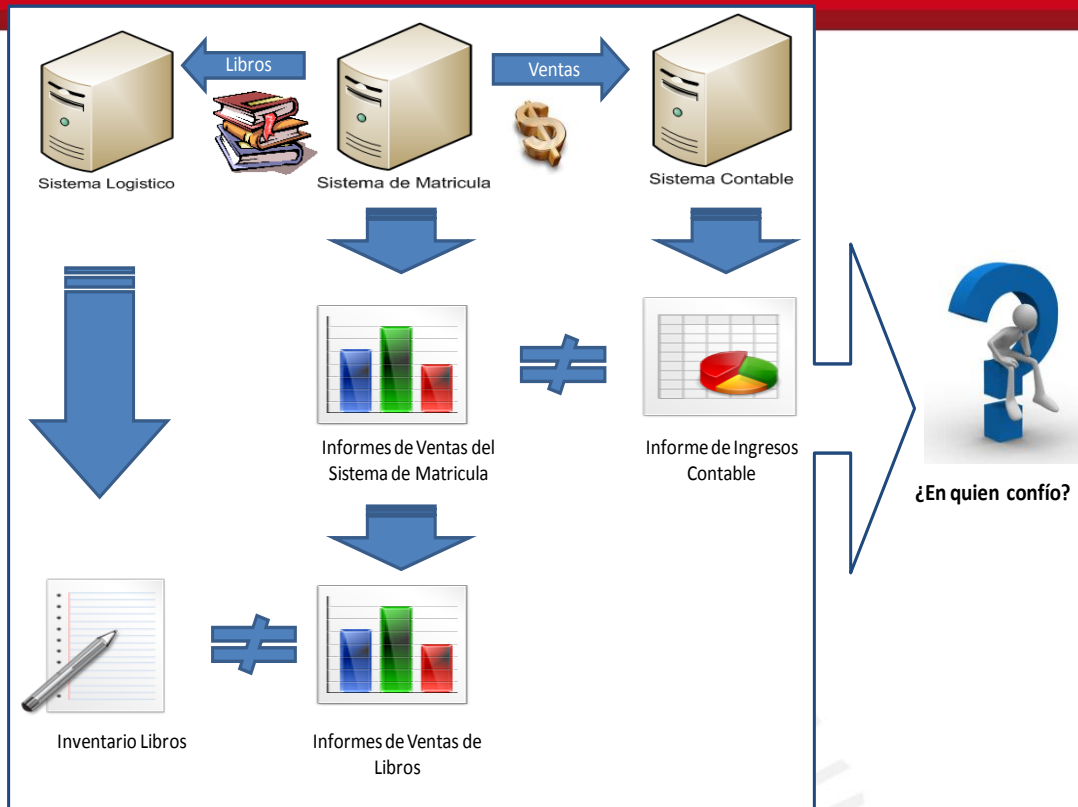 Libros
Ventas
Sistema Logistico
Sistema de Matricula
Sistema Contable
Informes de Ventas del
Sistema de Matricula
Informe de Ingresos
Contable
¿En quien confío?
Inventario Libros
Informes de Ventas de
Libros